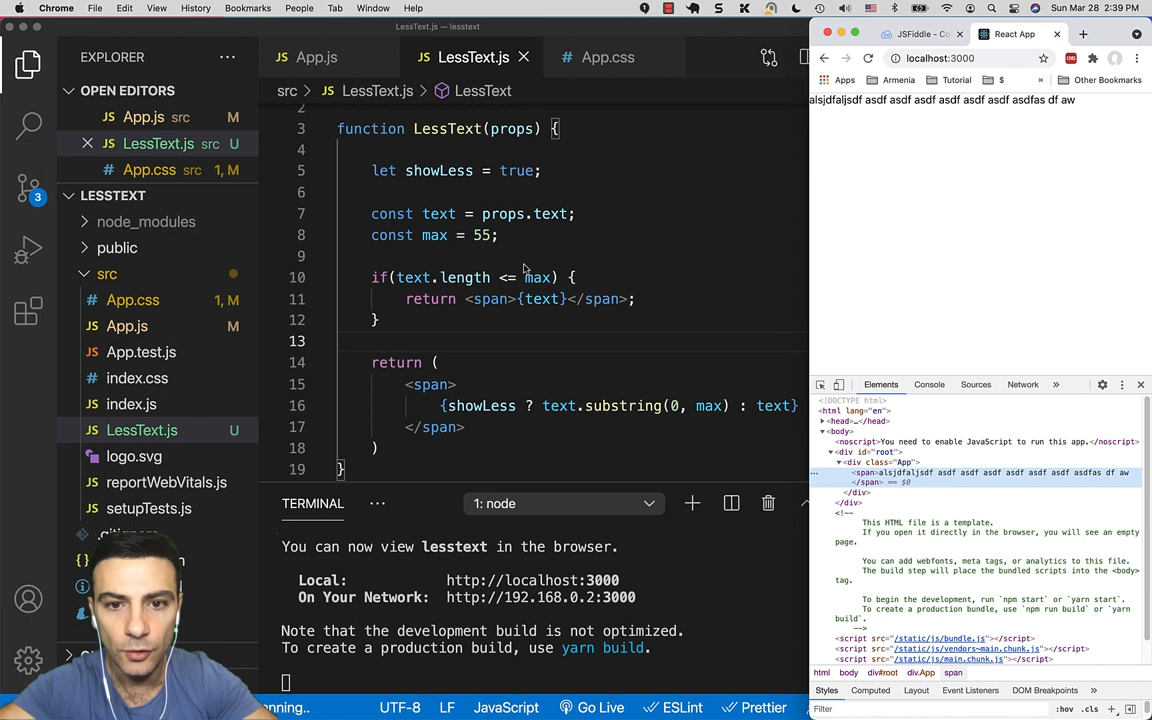 Chrome File Edit View History Bookmarks People Tab Window Help Sun Mar 28 2:39 PM
LessText.js — lesstext
EXPLORER
OPEN EDITORS
App.js src M
LessText.js src U
App.css src 1, M
LESSTEXT
node_modules
public
src
App.css 1, M
App.js M
App.test.js
index.css
index.js
LessText.js U
logo.svg
reportWebVitals.js
setupTests.js
3
App.js LessText.js App.css
src LessText.js LessText
2
3 function LessText(props) {
4
5 let showLess = true;
6
7 const text = props.text;
8 const max = 55;
9
10 if(text.length <= max) {
11 return <span>{text}</span>;
12 }
13
14 return (
15 <span>
16 {showLess ? text.substring(0, max) : text}
17 </span>
18 )
19 }
TERMINAL 1: node
You can now view lesstext in the browser.
Local: http://localhost:3000
On Your Network: http://192.168.0.2:3000
Note that the development build is not optimized.
To create a production build, use yarn build.
nning.. UTF-8 LF JavaScript Go Live ESLint Prettier
JSFiddle - Co React App
localhost:3000
Apps Armenia Tutorial $ » Other Bookmarks
alsjdfaljsdf asdf asdf asdf asdf asdf asdf asdfas df aw
Elements Console Sources Network »
<!DOCTYPE html>
<html lang="en">
<head>…</head>
<body>
<noscript>You need to enable JavaScript to run this app.</noscript>
<div id="root">
<div class="App">
<span>alsjdfaljsdf asdf asdf asdf asdf asdf asdf asdfas df aw
</span> == $0
</div>
</div>
<!--
This HTML file is a template.
If you open it directly in the browser, you will see an empty
page.
You can add webfonts, meta tags, or analytics to this file.
The build step will place the bundled scripts into the <body>
tag.
To begin the development, run `npm start` or `yarn start`.
To create a production bundle, use `npm run build` or `yarn
build`.
-->
<script src="/static/js/bundle.js"></script>
<script src="/static/js/vendors~main.chunk.js"></script>
<script src="/static/js/main.chunk.js"></script>
html body div#root div.App span
Styles Computed Layout Event Listeners DOM Breakpoints »
Filter :hov .cls